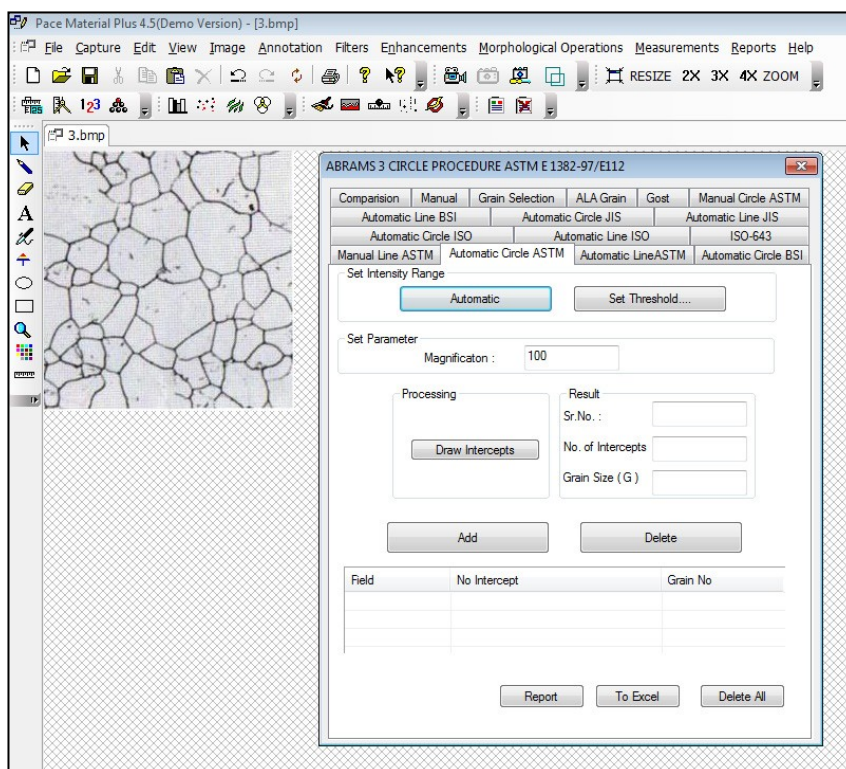 Pace Material Plus 4.5(Demo Version) - [3.bmp]
File Capture Edit View Image Annotation Filters Enhancements Morphological Operations Measurements Reports Help
RESIZE 2X 3X 4X ZOOM
123
3.bmp
ABRAMS 3 CIRCLE PROCEDURE ASTM E 1382-97/E112
Comparision Manual Grain Selection ALA Grain Gost Manual Circle ASTM
Automatic Line BSI Automatic Circle JIS Automatic Line JIS
Automatic Circle ISO Automatic Line ISO ISO-643
Manual Line ASTM Automatic Circle ASTM Automatic LineASTM Automatic Circle BSI
Set Intensity Range
Automatic Set Threshold....
Set Parameter
Magnificaton : 100
Processing Result
Sr.No. :
Draw Intercepts No. of Intercepts
Grain Size ( G )
Add Delete
Field No Intercept Grain No
Report To Excel Delete All